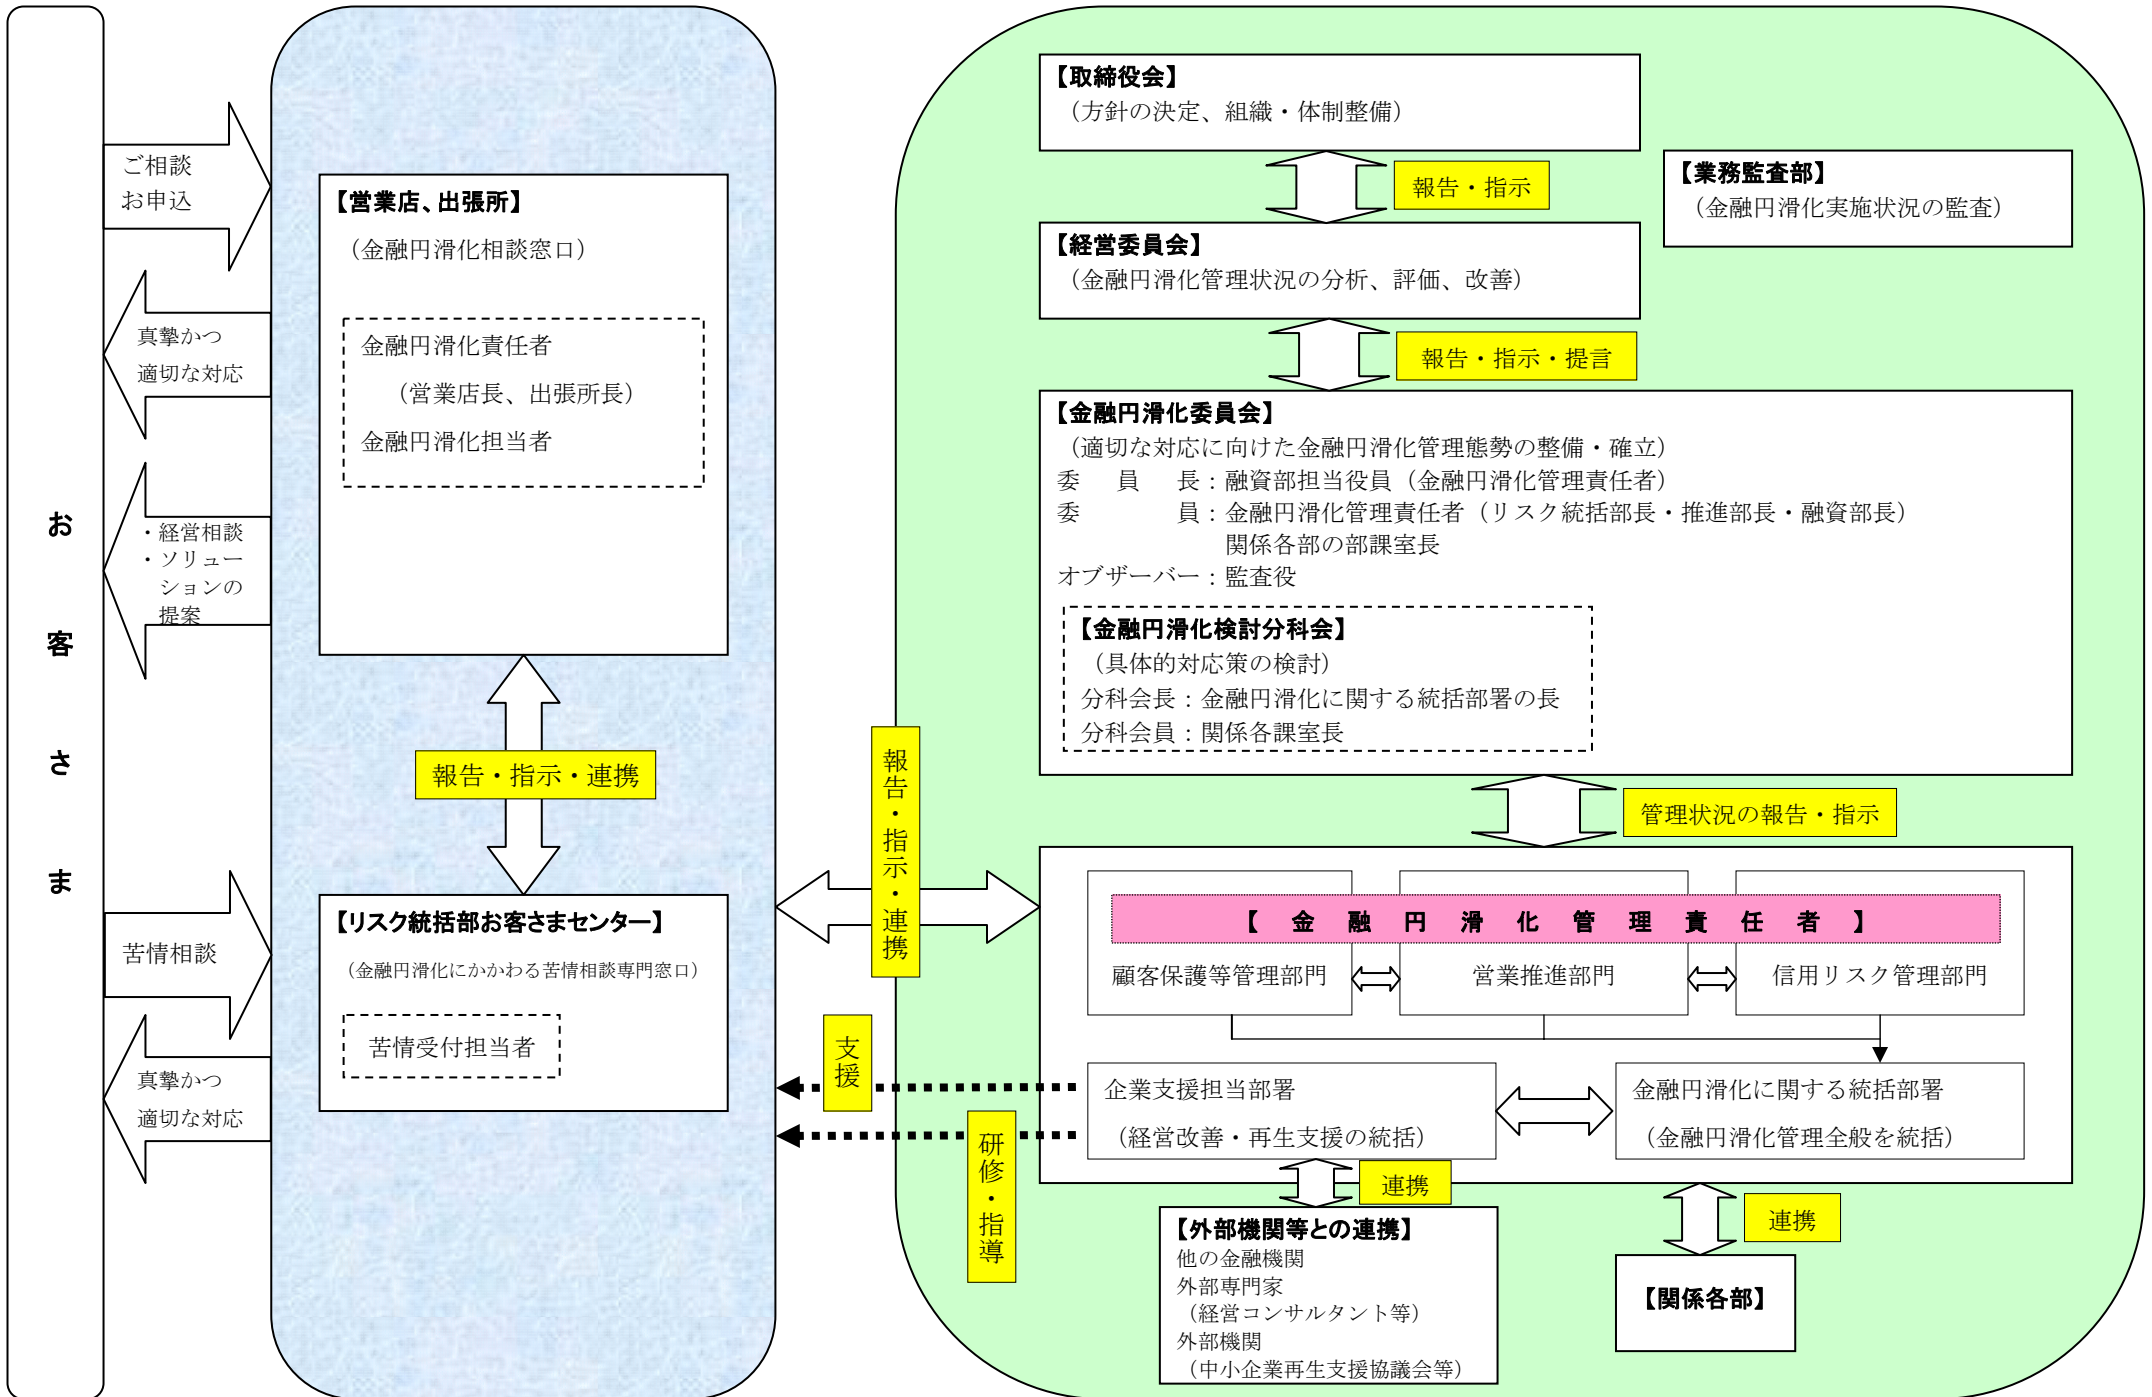 お客さま
ご相談
お申込
真摯かつ
適切な対応
・経営相談
・ソリュー
ションの
提案
苦情相談
真摯かつ
適切な対応
【営業店、出張所】
（金融円滑化相談窓口）
金融円滑化責任者
（営業店長、出張所長）
金融円滑化担当者
報告・指示・連携
【リスク統括部お客さまセンター】
（金融円滑化にかかわる苦情相談専門窓口）
苦情受付担当者
報告・指示・連携
支援
研修・指導
【取締役会】
（方針の決定、組織・体制整備）
報告・指示
【業務監査部】
（金融円滑化実施状況の監査）
【経営委員会】
（金融円滑化管理状況の分析、評価、改善）
報告・指示・提言
【金融円滑化委員会】
（適切な対応に向けた金融円滑化管理態勢の整備・確立）
委　員　長：融資部担当役員（金融円滑化管理責任者）
委　　　員：金融円滑化管理責任者（リスク統括部長・推進部長・融資部長）
関係各部の部課室長
オブザーバー：監査役
【金融円滑化検討分科会】
（具体的対応策の検討）
分科会長：金融円滑化に関する統括部署の長
分科会員：関係各課室長
管理状況の報告・指示
【金融円滑化管理責任者】
顧客保護等管理部門
営業推進部門
信用リスク管理部門
企業支援担当部署
（経営改善・再生支援の統括）
金融円滑化に関する統括部署
（金融円滑化管理全般を統括）
連携
連携
【外部機関等との連携】
他の金融機関
外部専門家
（経営コンサルタント等）
外部機関
（中小企業再生支援協議会等）
【関係各部】